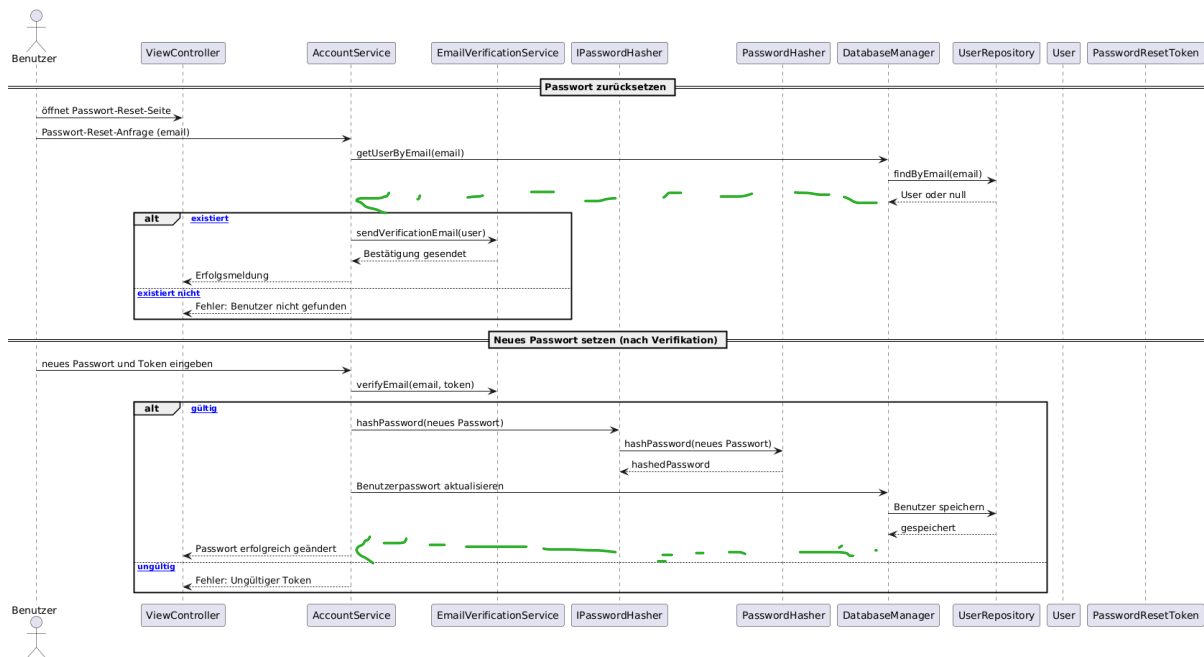 Benutzer
ViewController
AccountService
EmailVerificationService
IPasswordHasher
PasswordHasher
DatabaseManager
UserRepository
User
PasswordResetToken
Passwort zurücksetzen
öffnet Passwort-Reset-Seite
Passwort-Reset-Anfrage (email)
getUserByEmail(email)
findByEmail(email)
User oder null
alt
existiert
sendVerificationEmail(user)
Bestätigung gesendet
Erfolgsmeldung
existiert nicht
Fehler: Benutzer nicht gefunden
Neues Passwort setzen (nach Verifikation)
neues Passwort und Token eingeben
verifyEmail(email, token)
alt
gültig
hashPassword(neues Passwort)
hashPassword(neues Passwort)
hashedPassword
Benutzerpasswort aktualisieren
Benutzer speichern
gespeichert
Passwort erfolgreich geändert
ungültig
Fehler: Ungültiger Token
Benutzer
ViewController
AccountService
EmailVerificationService
IPasswordHasher
PasswordHasher
DatabaseManager
UserRepository
User
PasswordResetToken